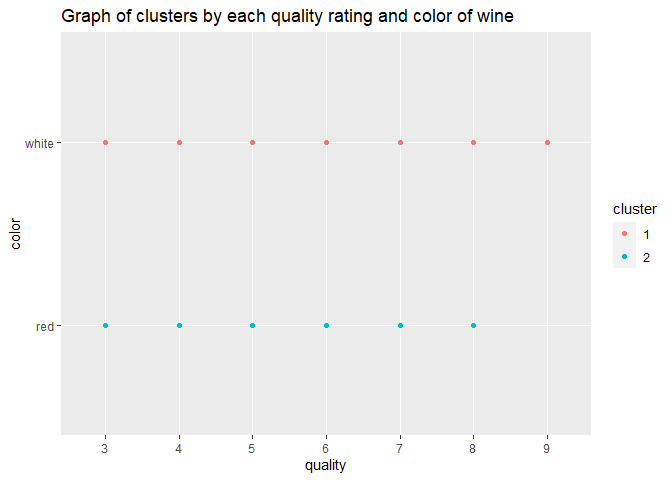 Graph of clusters by each quality rating and color of wine
white
red
color
3 4 5 6 7 8 9
quality
cluster
1
2